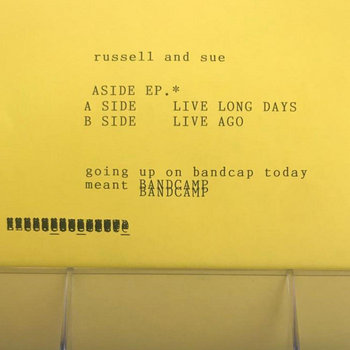 russell and sue
ASIDE EP.*
A SIDE LIVE LONG DAYS
B SIDE LIVE AGO
going up on bandcap today
meant BANDCAMP
BANDCAMP